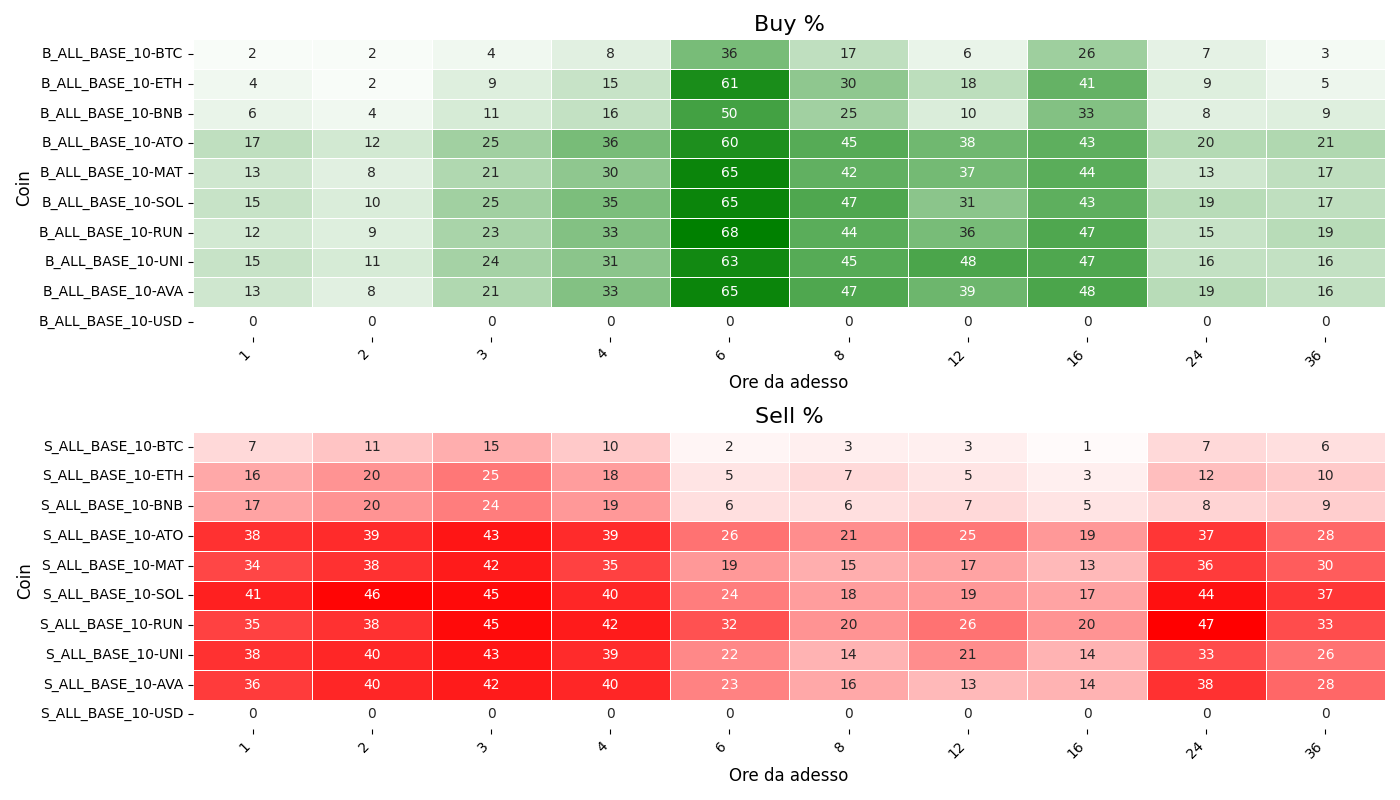 Buy %
Coin
B_ALL_BASE_10-BTC 2 2 4 8 36 17 6 26 7 3
B_ALL_BASE_10-ETH 4 2 9 15 61 30 18 41 9 5
B_ALL_BASE_10-BNB 6 4 11 16 50 25 10 33 8 9
B_ALL_BASE_10-ATO 17 12 25 36 60 45 38 43 20 21
B_ALL_BASE_10-MAT 13 8 21 30 65 42 37 44 13 17
B_ALL_BASE_10-SOL 15 10 25 35 65 47 31 43 19 17
B_ALL_BASE_10-RUN 12 9 23 33 68 44 36 47 15 19
B_ALL_BASE_10-UNI 15 11 24 31 63 45 48 47 16 16
B_ALL_BASE_10-AVA 13 8 21 33 65 47 39 48 19 16
B_ALL_BASE_10-USD 0 0 0 0 0 0 0 0 0 0
1 2 3 4 6 8 12 16 24 36
Ore da adesso
Sell %
Coin
S_ALL_BASE_10-BTC 7 11 15 10 2 3 3 1 7 6
S_ALL_BASE_10-ETH 16 20 25 18 5 7 5 3 12 10
S_ALL_BASE_10-BNB 17 20 24 19 6 6 7 5 8 9
S_ALL_BASE_10-ATO 38 39 43 39 26 21 25 19 37 28
S_ALL_BASE_10-MAT 34 38 42 35 19 15 17 13 36 30
S_ALL_BASE_10-SOL 41 46 45 40 24 18 19 17 44 37
S_ALL_BASE_10-RUN 35 38 45 42 32 20 26 20 47 33
S_ALL_BASE_10-UNI 38 40 43 39 22 14 21 14 33 26
S_ALL_BASE_10-AVA 36 40 42 40 23 16 13 14 38 28
S_ALL_BASE_10-USD 0 0 0 0 0 0 0 0 0 0
1 2 3 4 6 8 12 16 24 36
Ore da adesso